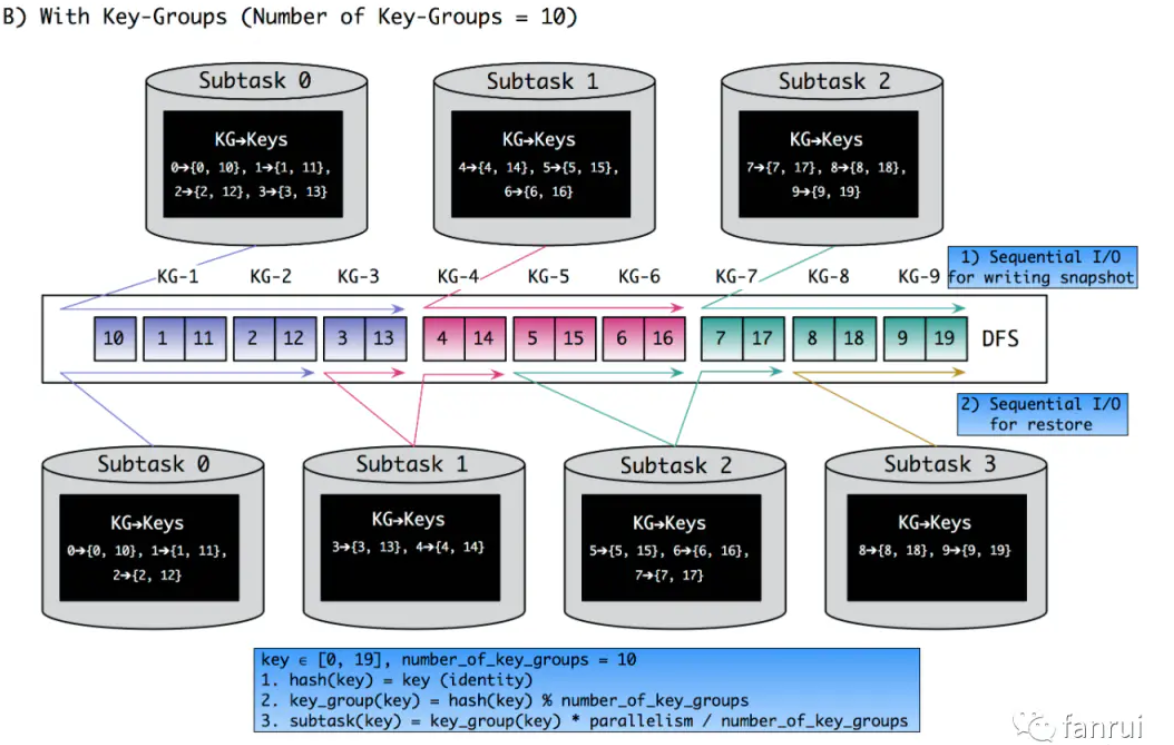 B) With Key-Groups (Number of Key-Groups = 10)
Subtask 0
Subtask 1
Subtask 2
KG➔Keys
0➔{0, 10}, 1➔{1, 11},
2➔{2, 12}, 3➔{3, 13}
KG➔Keys
4➔{4, 14}, 5➔{5, 15},
6➔{6, 16}
KG➔Keys
7➔{7, 17}, 8➔{8, 18},
9➔{9, 19}
1) Sequential I/O
for writing snapshot
KG-1 KG-2 KG-3 KG-4 KG-5 KG-6 KG-7 KG-8 KG-9
10 1 11 2 12 3 13 4 14 5 15 6 16 7 17 8 18 9 19 DFS
2) Sequential I/O
for restore
Subtask 0
Subtask 1
Subtask 2
Subtask 3
KG➔Keys
0➔{0, 10}, 1➔{1, 11},
2➔{2, 12}
KG➔Keys
3➔{3, 13}, 4➔{4, 14}
KG➔Keys
5➔{5, 15}, 6➔{6, 16},
7➔{7, 17}
KG➔Keys
8➔{8, 18}, 9➔{9, 19}
key ∈ [0, 19], number_of_key_groups = 10
1. hash(key) = key (identity)
2. key_group(key) = hash(key) % number_of_key_groups
3. subtask(key) = key_group(key) * parallelism / number_of_key_groups
fanrui